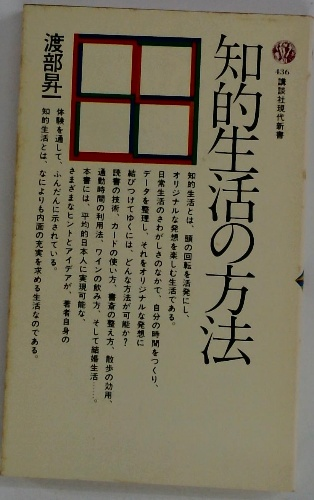 436
講談社現代新書
知的生活の方法
渡部昇一
知的生活とは、頭の回転を活発にし、
オリジナルな発想を楽しむ生活である。
日常生活のさわがしさのなかで、自分の時間をつくり、
データを整理し、それをオリジナルな発想に
結びつけてゆくには、どんな方法が可能か?
読書の技術、カードの使い方、書斎の整え方、散歩の効用、
通勤時間の利用法、ワインの飲み方、そして結婚生活……。
本書には、平均的日本人に実現可能な、
さまざまなヒントとアイデアが、著者自身の
体験を通して、ふんだんに示されている。
知的生活とは、なによりも内面の充実を求める生活なのである。